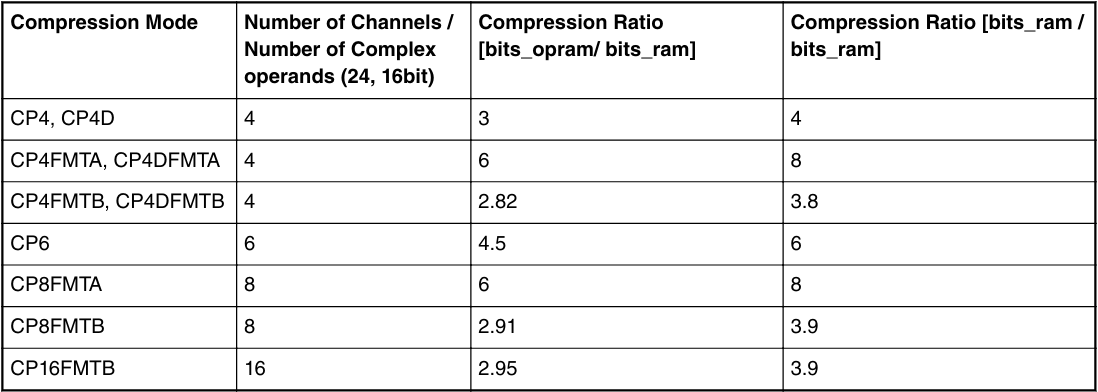 Compression Mode
Number of Channels /
Number of Complex
operands (24, 16bit)
Compression Ratio
[bits_opram/ bits_ram]
Compression Ratio [bits_ram /
bits_ram]
CP4, CP4D
4
3
4
CP4FMTA, CP4DFMTA
4
6
8
CP4FMTB, CP4DFMTB
4
2.82
3.8
CP6
6
4.5
6
CP8FMTA
8
6
8
CP8FMTB
8
2.91
3.9
CP16FMTB
16
2.95
3.9